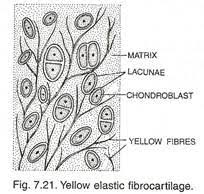 MATRIX
LACUNAE
CHONDROBLAST
YELLOW FIBRES
Fig. 7.21. Yellow elastic fibrocartilage.